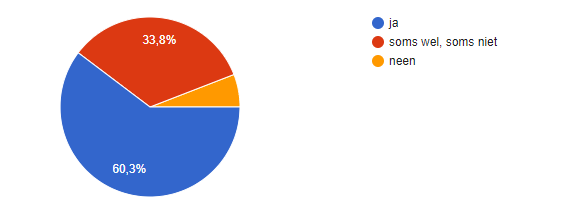 33,8%
60,3%
ja
soms wel, soms niet
neen